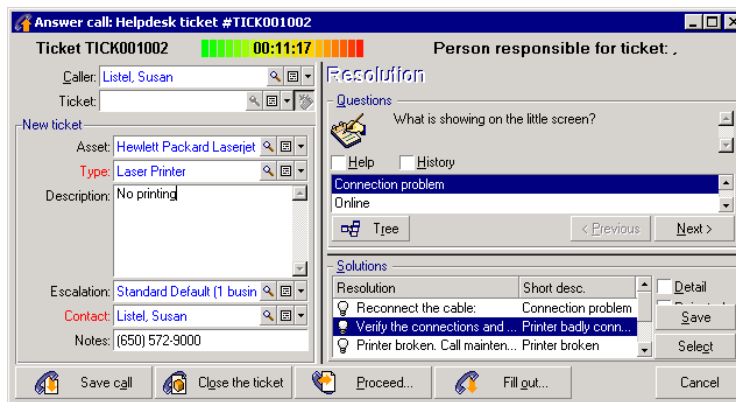 Answer call: Helpdesk ticket #TICK001002
Ticket TICK001002 00:11:17 Person responsible for ticket: ,
Caller: Listel, Susan
Ticket:
New ticket
Asset: Hewlett Packard Laserjet
Type: Laser Printer
Description: No printing
Escalation: Standard Default (1 busin
Contact: Listel, Susan
Notes: (650) 572-9000
Resolution
Questions
What is showing on the little screen?
Help History
Connection problem
Online
Tree < Previous Next >
Solutions
Resolution Short desc. Detail
Reconnect the cable: Connection problem
Verify the connections and ... Printer badly conn...
Printer broken. Call mainten... Printer broken
Save
Select
Save call Close the ticket Proceed... Fill out... Cancel